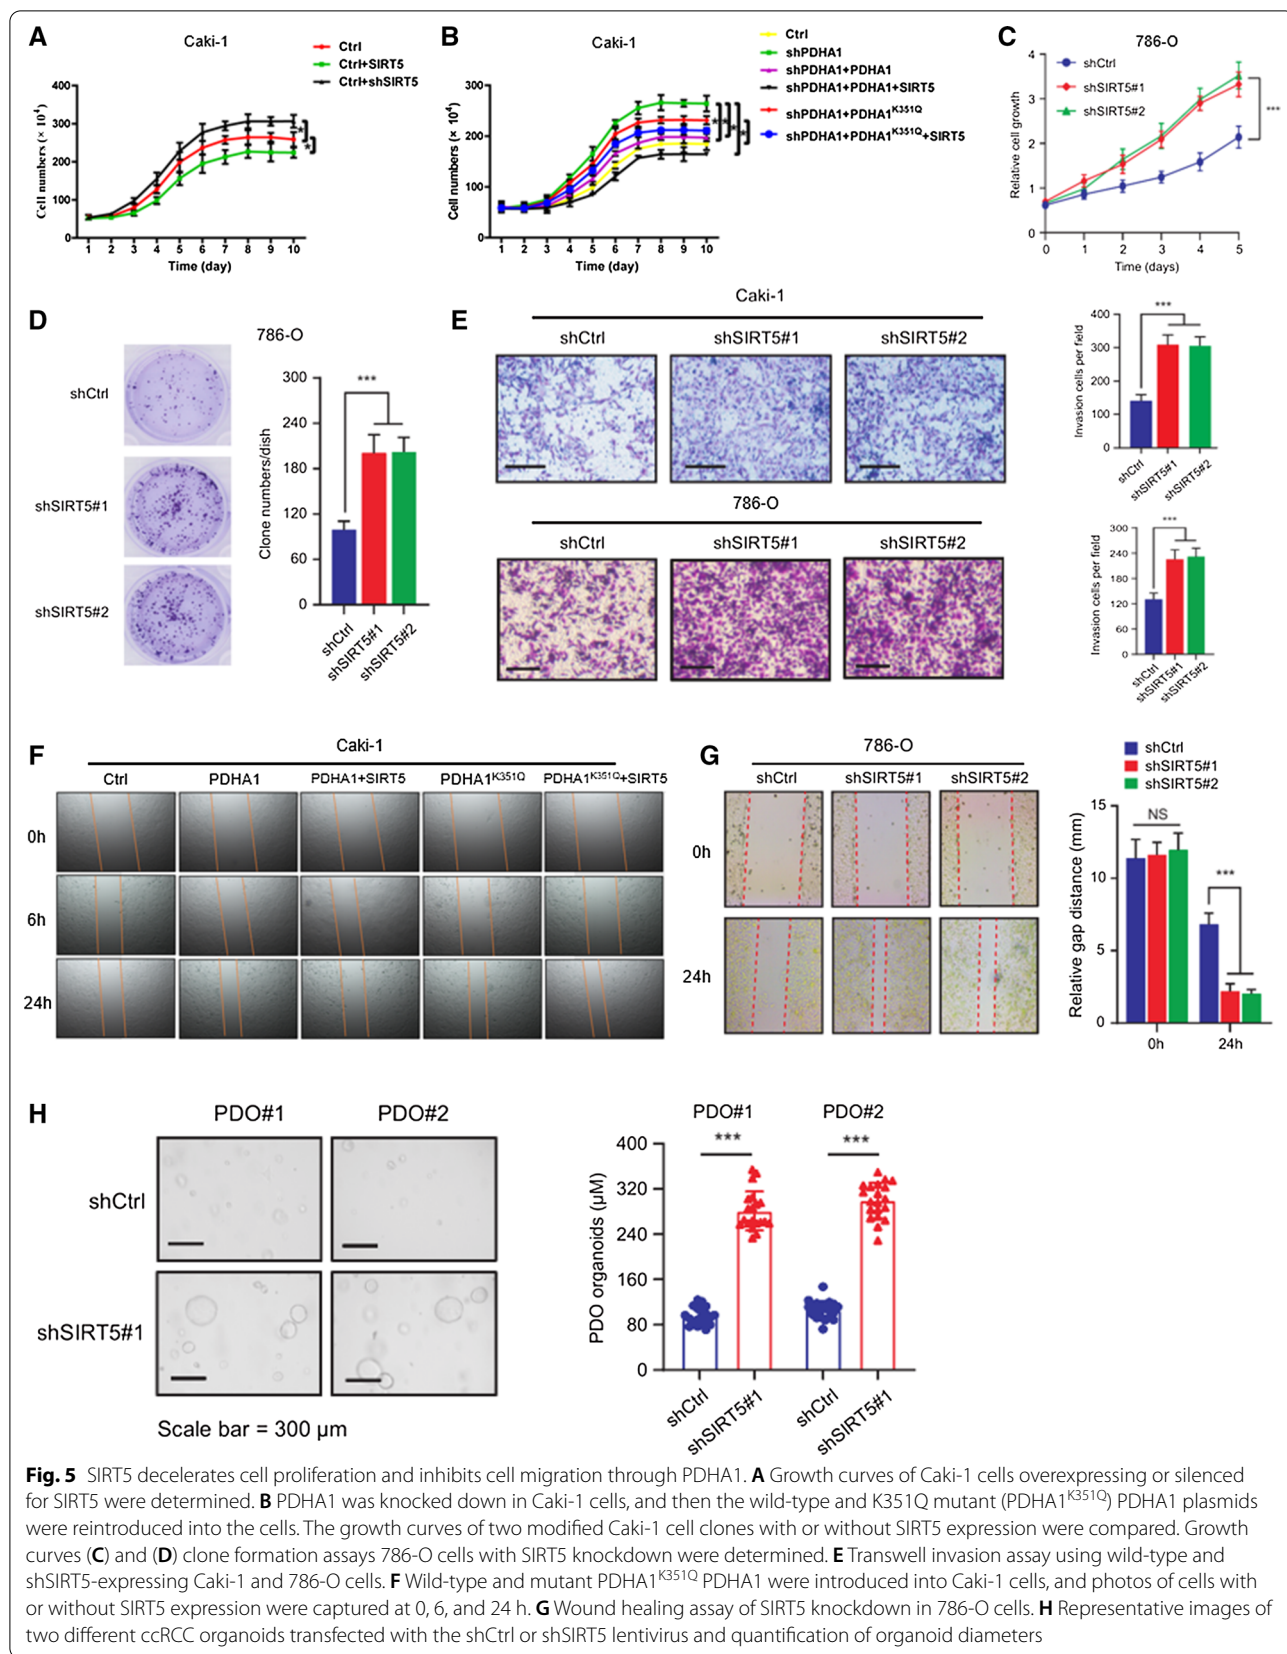 A
Caki-1
Ctrl
Ctrl+SIRT5
Ctrl+shSIRT5
Cell numbers (× 10⁴)
400
300
200
100
0
1 2 3 4 5 6 7 8 9 10
Time (day)
*
*
B
Caki-1
Ctrl
shPDHA1
shPDHA1+PDHA1
shPDHA1+PDHA1+SIRT5
shPDHA1+PDHA1ᴷ³⁵¹Q
shPDHA1+PDHA1ᴷ³⁵¹Q+SIRT5
Cell numbers (× 10⁴)
300
200
100
0
1 2 3 4 5 6 7 8 9 10
Time (day)
* * * *
C
786-O
shCtrl
shSIRT5#1
shSIRT5#2
Relative cell growth
4
3
2
1
0
0 1 2 3 4 5
Time (days)
***
D
786-O
shCtrl
shSIRT5#1
shSIRT5#2
Clone numbers/dish
300
240
180
120
60
0
***
shCtrl
shSIRT5#1
shSIRT5#2
E
Caki-1
shCtrl shSIRT5#1 shSIRT5#2
786-O
shCtrl shSIRT5#1 shSIRT5#2
Invasion cells per field
400
300
200
100
0
***
shCtrl
shSIRT5#1
shSIRT5#2
Invasion cells per field
300
240
180
120
60
0
***
shCtrl
shSIRT5#1
shSIRT5#2
F
Caki-1
Ctrl PDHA1 PDHA1+SIRT5 PDHA1ᴷ³⁵¹Q PDHA1ᴷ³⁵¹Q+SIRT5
0h
6h
24h
G
786-O
shCtrl shSIRT5#1 shSIRT5#2
0h
24h
shCtrl
shSIRT5#1
shSIRT5#2
Relative gap distance (mm)
15
10
5
0
NS
***
0h 24h
H
PDO#1 PDO#2
shCtrl
shSIRT5#1
Scale bar = 300 μm
PDO#1 PDO#2
*** ***
PDO organoids (μM)
400
320
240
160
80
0
shCtrl
shSIRT5#1
shCtrl
shSIRT5#1
Fig. 5 SIRT5 decelerates cell proliferation and inhibits cell migration through PDHA1. A Growth curves of Caki-1 cells overexpressing or silenced
for SIRT5 were determined. B PDHA1 was knocked down in Caki-1 cells, and then the wild-type and K351Q mutant (PDHA1ᴷ³⁵¹Q) PDHA1 plasmids
were reintroduced into the cells. The growth curves of two modified Caki-1 cell clones with or without SIRT5 expression were compared. Growth
curves (C) and (D) clone formation assays 786-O cells with SIRT5 knockdown were determined. E Transwell invasion assay using wild-type and
shSIRT5-expressing Caki-1 and 786-O cells. F Wild-type and mutant PDHA1ᴷ³⁵¹Q PDHA1 were introduced into Caki-1 cells, and photos of cells with
or without SIRT5 expression were captured at 0, 6, and 24 h. G Wound healing assay of SIRT5 knockdown in 786-O cells. H Representative images of
two different ccRCC organoids transfected with the shCtrl or shSIRT5 lentivirus and quantification of organoid diameters